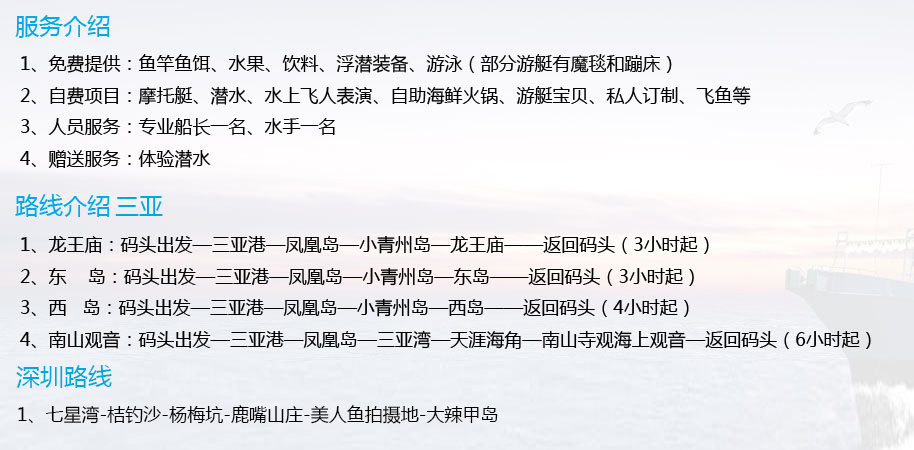 服务介绍
1、免费提供：鱼竿鱼饵、水果、饮料、浮潜装备、游泳（部分游艇有魔毯和蹦床）
2、自费项目：摩托艇、潜水、水上飞人表演、自助海鲜火锅、游艇宝贝、私人订制、飞鱼等
3、人员服务：专业船长一名、水手一名
4、赠送服务：体验潜水
路线介绍 三亚
1、龙王庙：码头出发—三亚港—凤凰岛—小青州岛—龙王庙——返回码头（3小时起）
2、东 岛：码头出发—三亚港—凤凰岛—小青州岛—东岛——返回码头（3小时起）
3、西 岛：码头出发—三亚港—凤凰岛—小青州岛—西岛——返回码头（4小时起）
4、南山观音：码头出发—三亚港—凤凰岛—三亚湾—天涯海角—南山寺观海上观音—返回码头（6小时起）
深圳路线
1、七星湾-桔钓沙-杨梅坑-鹿嘴山庄-美人鱼拍摄地-大辣甲岛